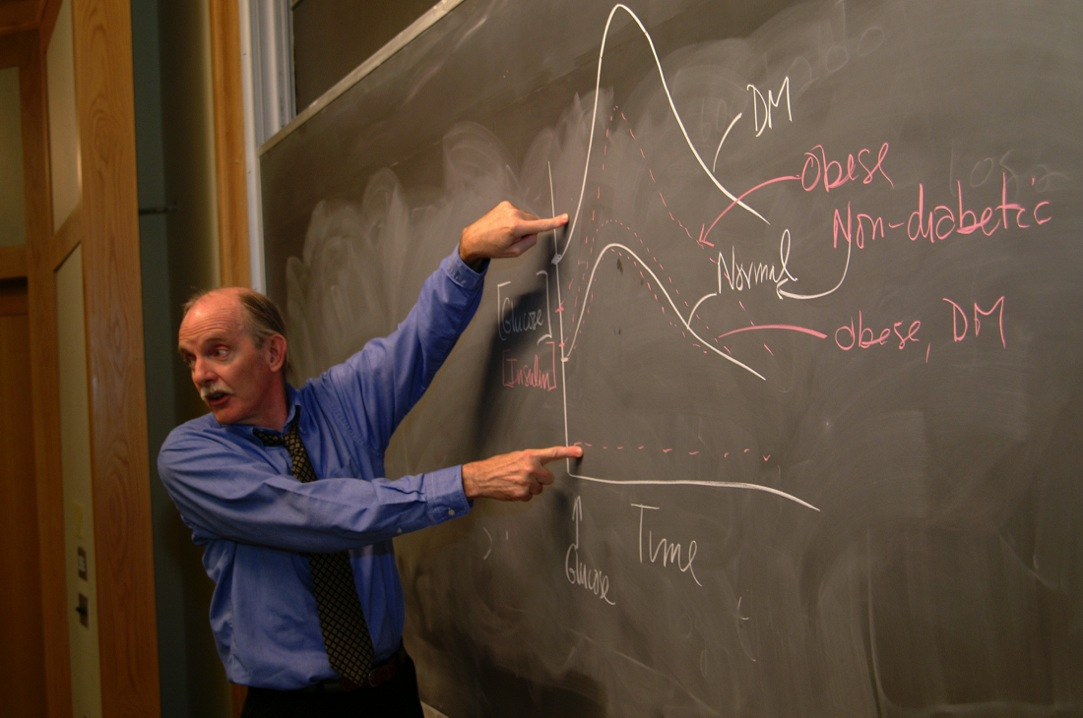 DM
obese
Non-diabetic
Normal
[Glucose]
[Insulin]
obese, DM
Time
Glucose